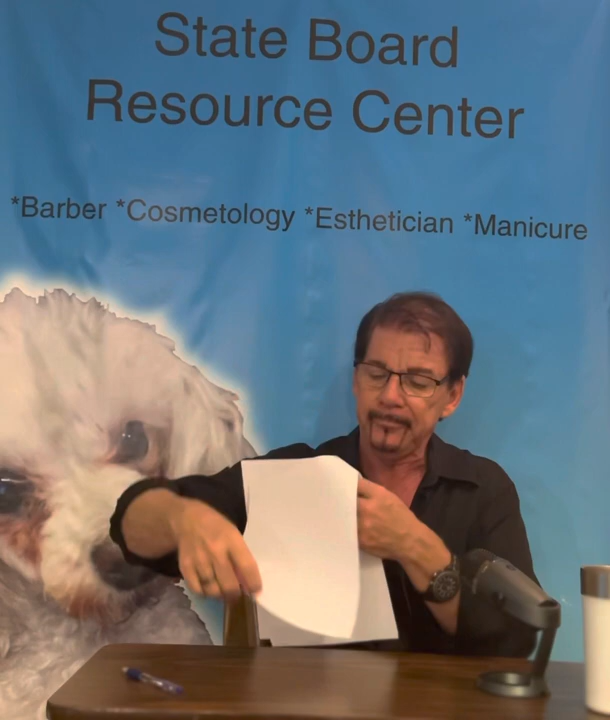 State Board
Resource Center
*Barber *Cosmetology *Esthetician *Manicure